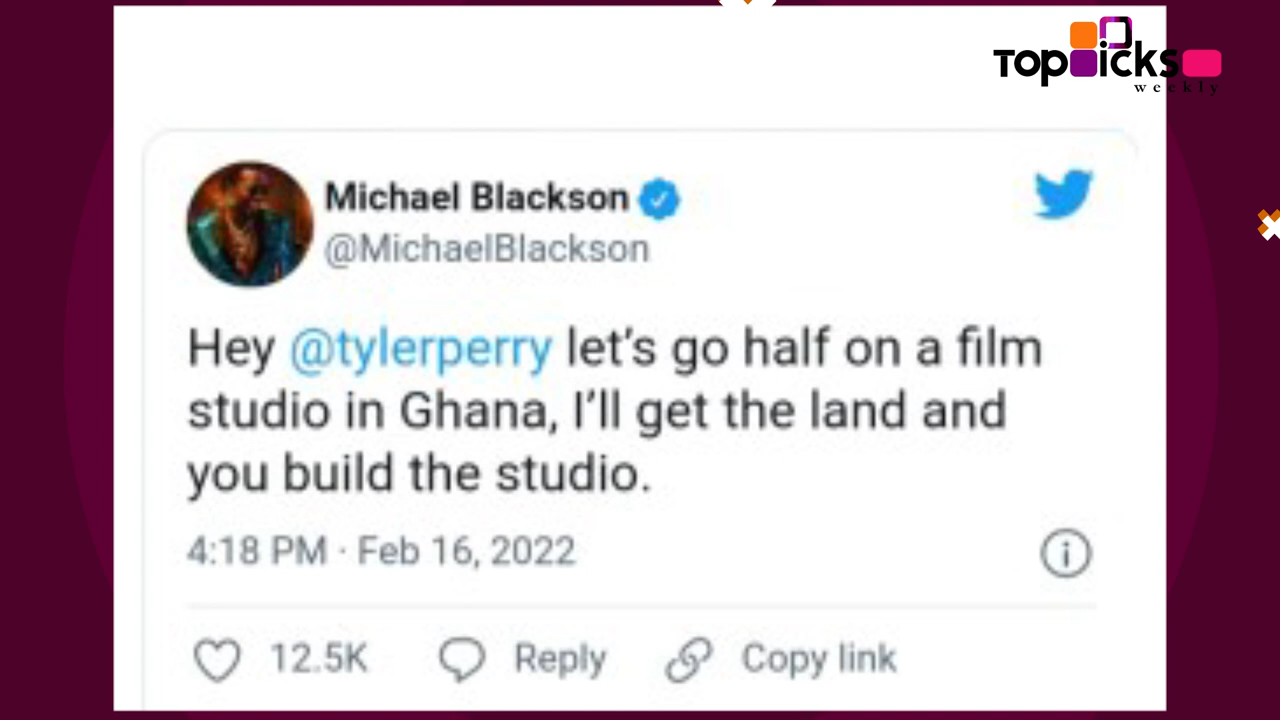 Topicks
weekly
Michael Blackson
@MichaelBlackson
Hey @tylerperry let’s go half on a film
studio in Ghana, I’ll get the land and
you build the studio.
4:18 PM · Feb 16, 2022
12.5K Reply Copy link